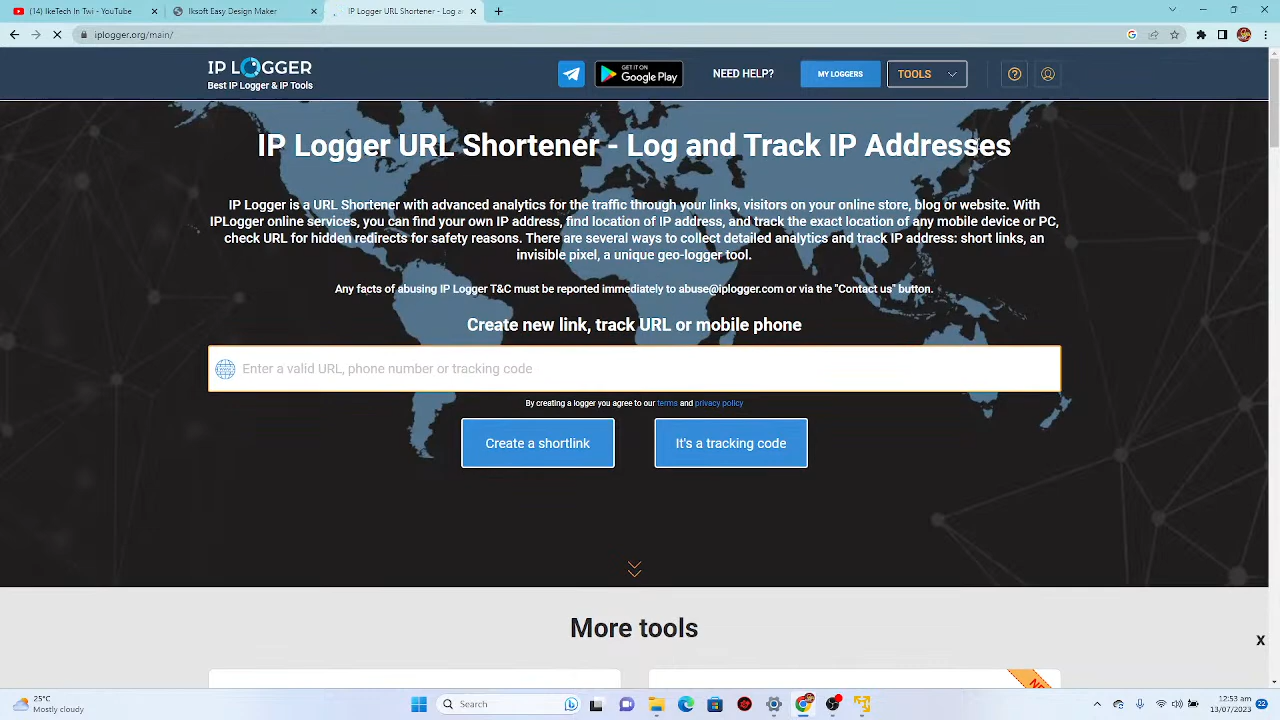 (14) IkeTech In Twi - YouTube
Iksoft Easy Design Maker
IP Logger URL Shortener - Log a
iplogger.org/main/
IP LOGGER
Best IP Logger & IP Tools
GET IT ON
Google Play
NEED HELP?
MY LOGGERS
TOOLS
IP Logger URL Shortener - Log and Track IP Addresses
IP Logger is a URL Shortener with advanced analytics for the traffic through your links, visitors on your online store, blog or website. With
IPLogger online services, you can find your own IP address, find location of IP address, and track the exact location of any mobile device or PC,
check URL for hidden redirects for safety reasons. There are several ways to collect detailed analytics and track IP address: short links, an
invisible pixel, a unique geo-logger tool.
Any facts of abusing IP Logger T&C must be reported immediately to abuse@iplogger.com or via the "Contact us" button.
Create new link, track URL or mobile phone
Enter a valid URL, phone number or tracking code
By creating a logger you agree to our terms and privacy policy
Create a shortlink
It's a tracking code
More tools
X
25°C
Mostly cloudy
Search
12:53 am
13/07/2023
22